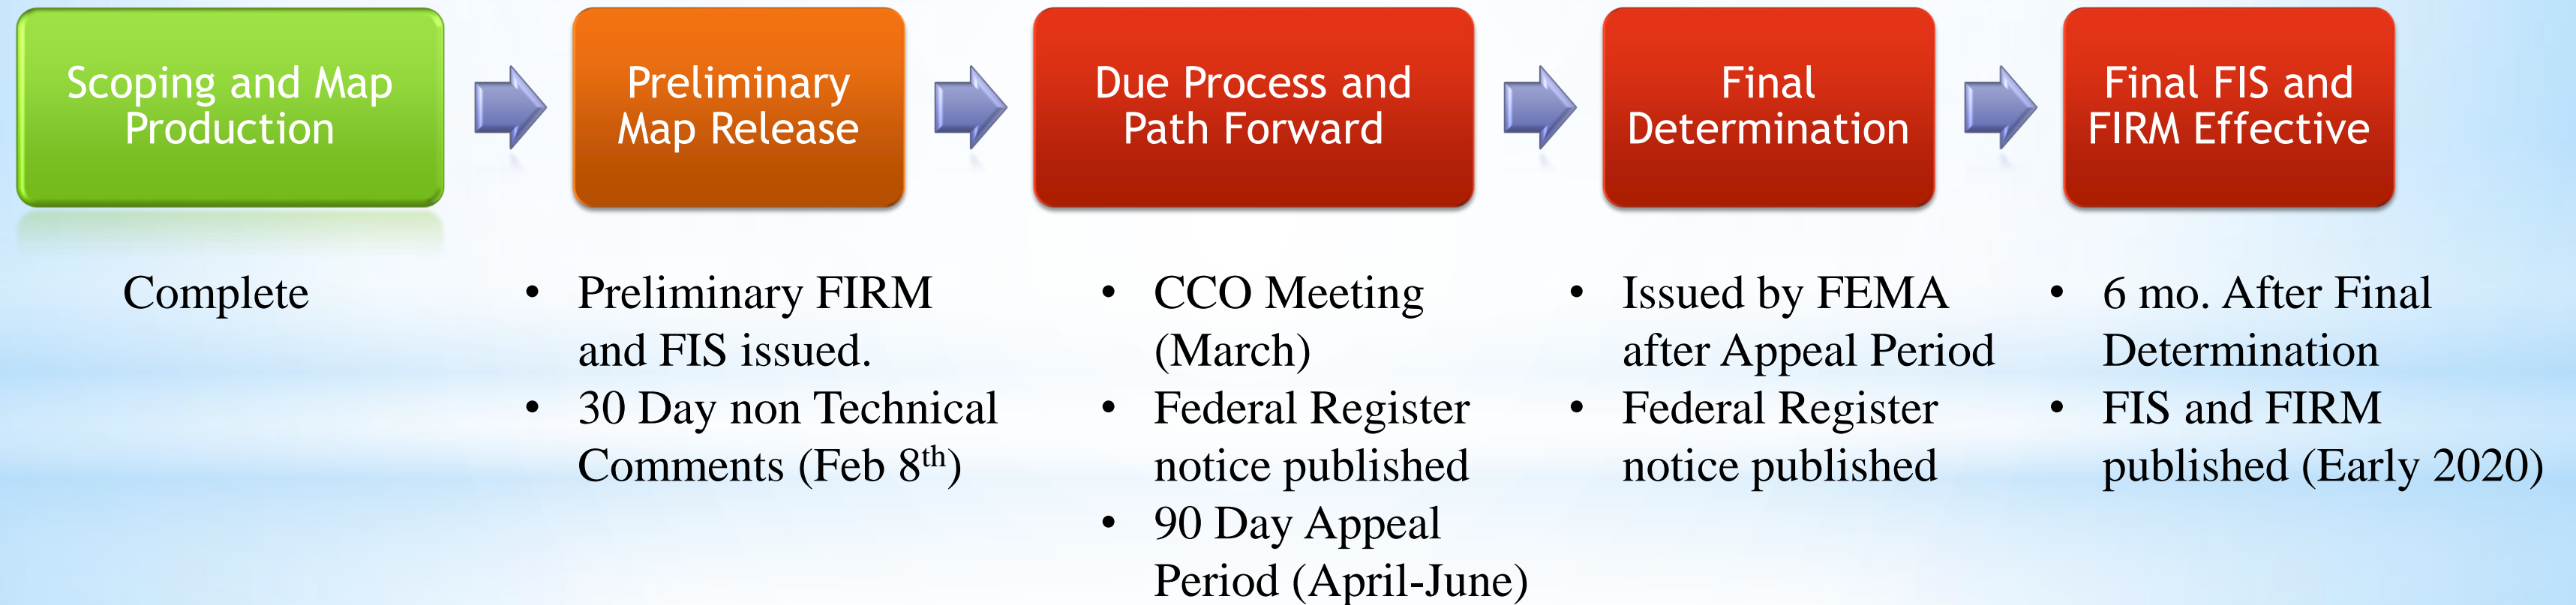 Scoping and Map
Production
Preliminary
Map Release
Due Process and
Path Forward
Final
Determination
Final FIS and
FIRM Effective
Complete
• Preliminary FIRM
and FIS issued.
• 30 Day non Technical
Comments (Feb 8th)
• CCO Meeting
(March)
• Federal Register
notice published
• 90 Day Appeal
Period (April-June)
• Issued by FEMA
after Appeal Period
• Federal Register
notice published
• 6 mo. After Final
Determination
• FIS and FIRM
published (Early 2020)